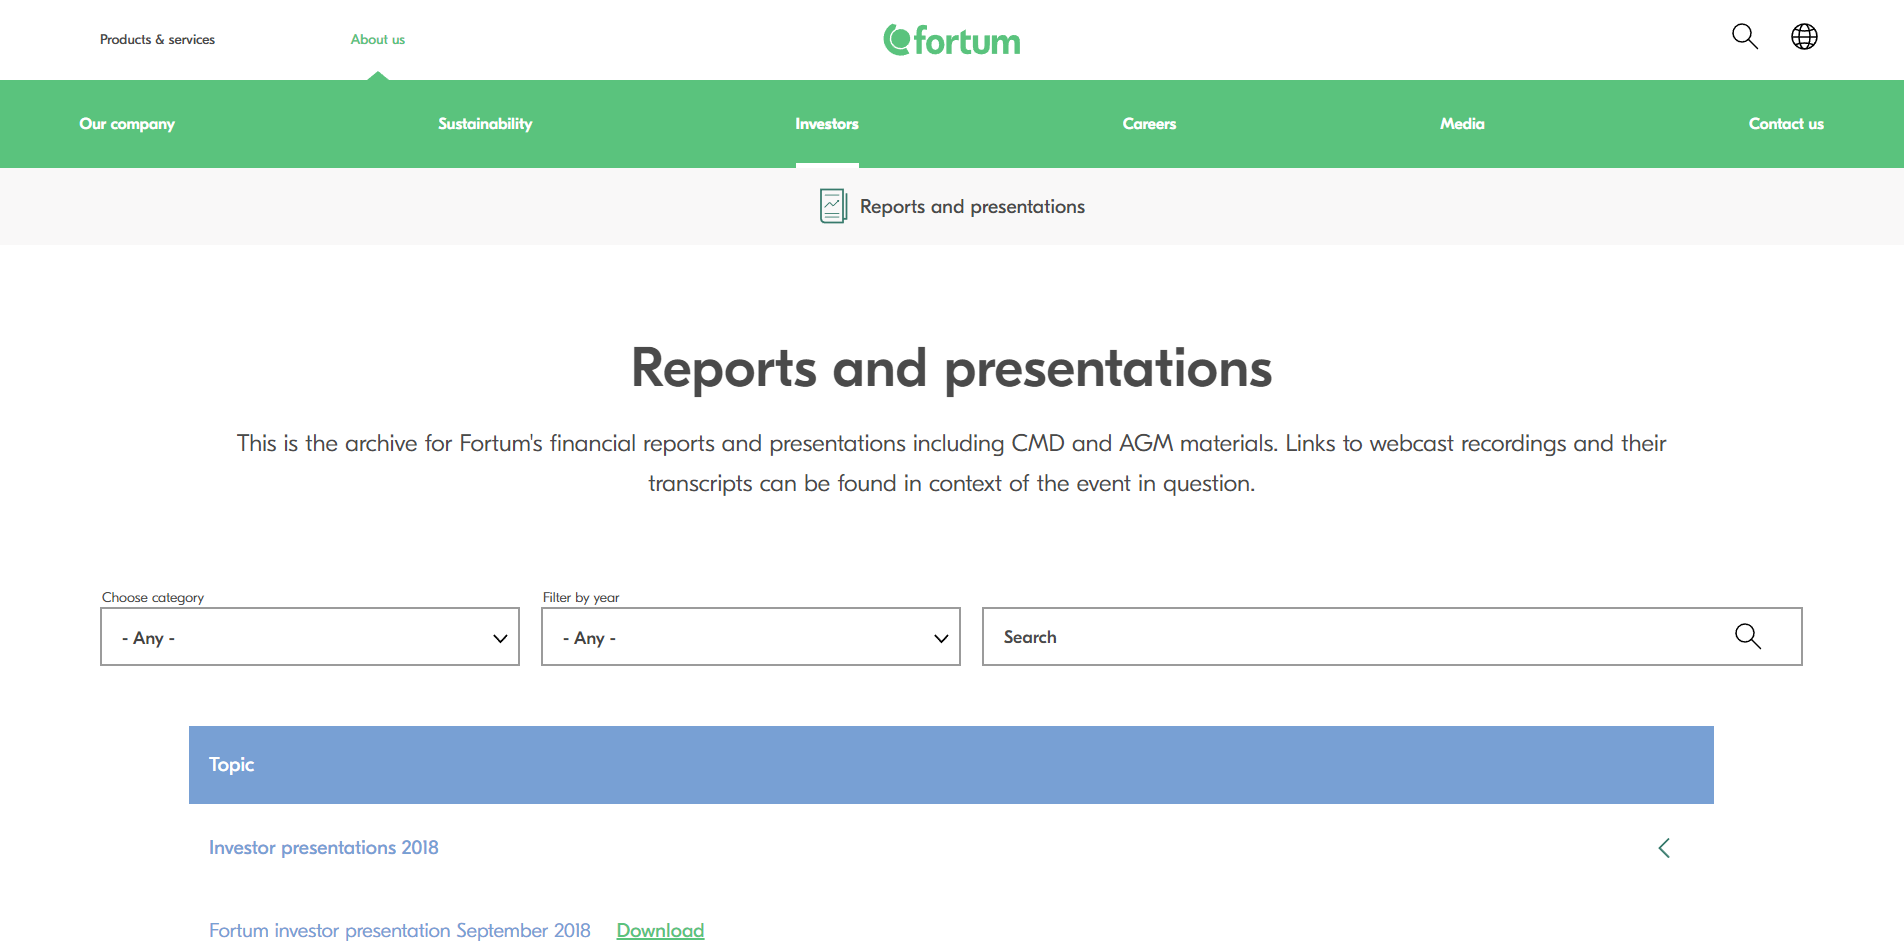 Products & services
About us
fortum
Our company
Sustainability
Investors
Careers
Media
Contact us
Reports and presentations
Reports and presentations
This is the archive for Fortum's financial reports and presentations including CMD and AGM materials. Links to webcast recordings and their
transcripts can be found in context of the event in question.
Choose category
Filter by year
- Any -
- Any -
Search
Topic
Investor presentations 2018
Fortum investor presentation September 2018 Download